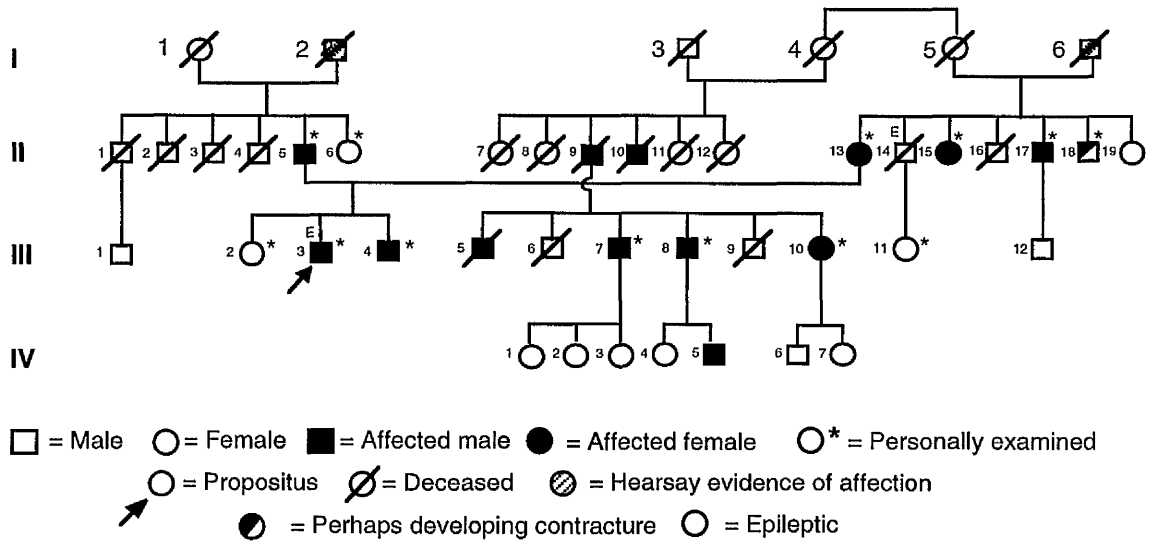 I 1 2 3 4 5 6
E
II 1 2 3 4 5 * 6 * 7 8 9 10 11 12 13 * 14 15 * 16 17 * 18 * 19
E
III 1 2 * 3 * 4 * 5 6 7 * 8 * 9 10 * 11 * 12
IV 1 2 3 4 5 6 7
= Male = Female = Affected male = Affected female * = Personally examined
= Propositus = Deceased = Hearsay evidence of affection
= Perhaps developing contracture = Epileptic